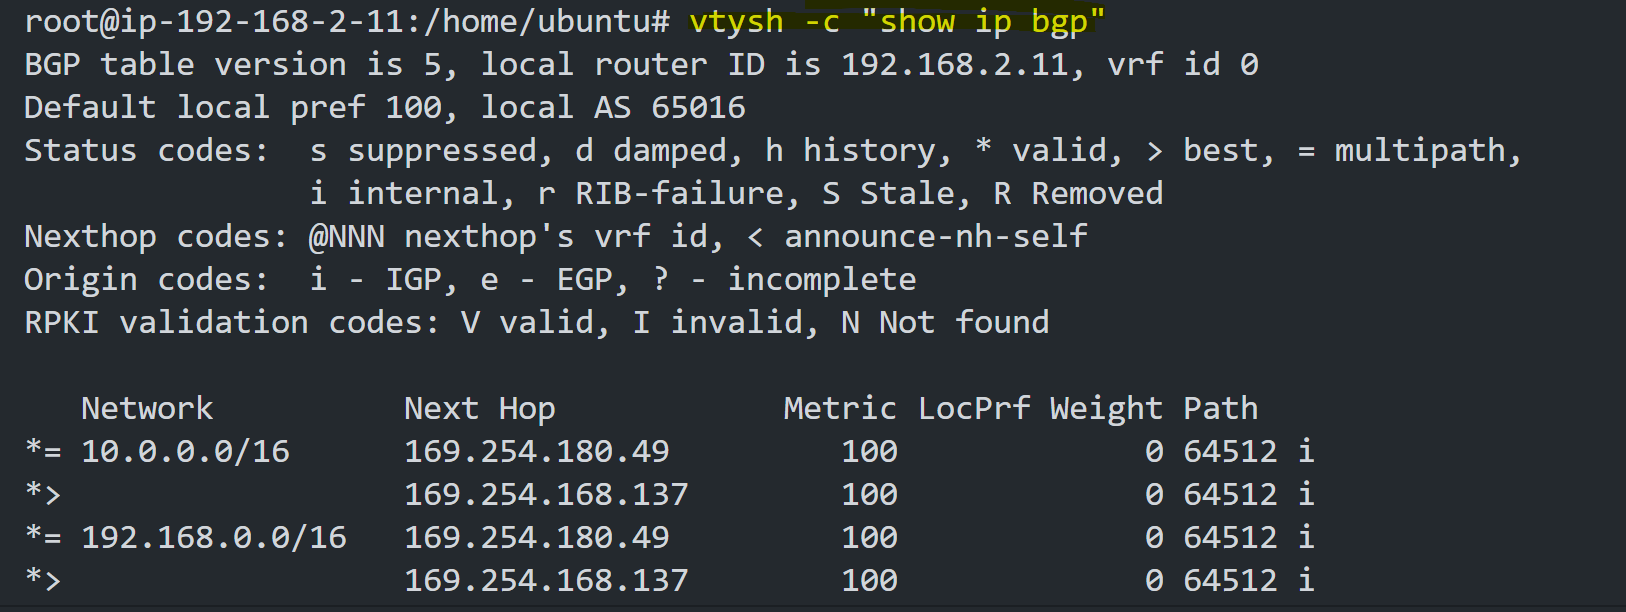 root@ip-192-168-2-11:/home/ubuntu# vtysh -c "show ip bgp"
BGP table version is 5, local router ID is 192.168.2.11, vrf id 0
Default local pref 100, local AS 65016
Status codes:  s suppressed, d damped, h history, * valid, > best, = multipath,
               i internal, r RIB-failure, S Stale, R Removed
Nexthop codes: @NNN nexthop's vrf id, < announce-nh-self
Origin codes:  i - IGP, e - EGP, ? - incomplete
RPKI validation codes: V valid, I invalid, N Not found

   Network          Next Hop            Metric LocPrf Weight Path
*= 10.0.0.0/16      169.254.180.49         100             0 64512 i
*>                  169.254.168.137        100             0 64512 i
*= 192.168.0.0/16   169.254.180.49         100             0 64512 i
*>                  169.254.168.137        100             0 64512 i